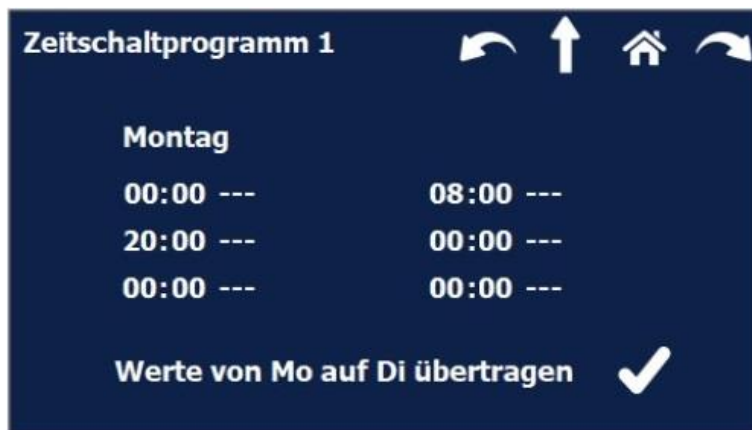 Zeitschaltprogramm 1
Montag
00:00 --- 08:00 ---
20:00 --- 00:00 ---
00:00 --- 00:00 ---
Werte von Mo auf Di übertragen